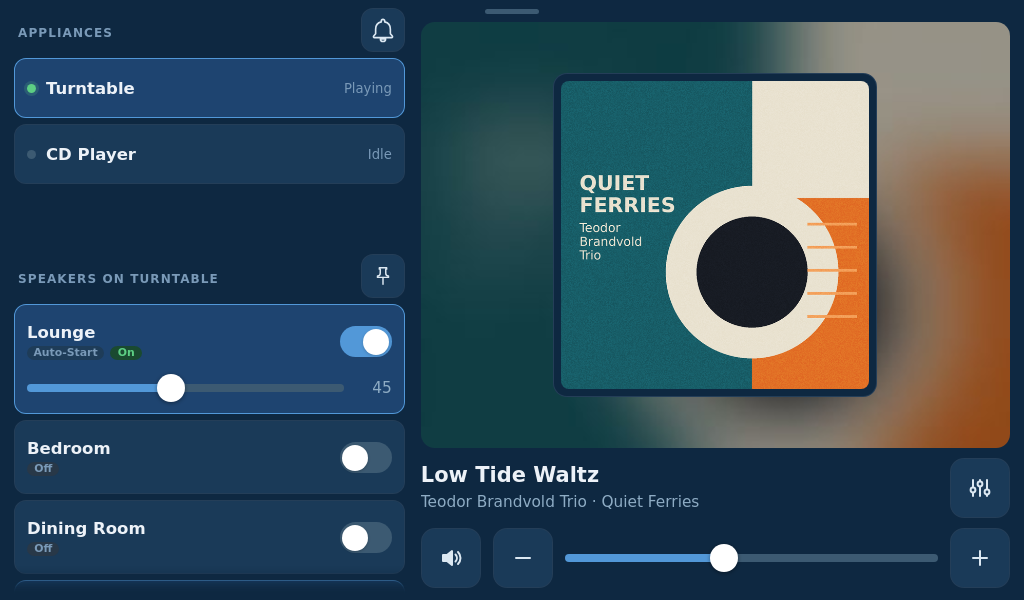 APPLIANCES
Turntable
Playing
CD Player
Idle
SPEAKERS ON TURNTABLE
Lounge
Auto-Start On
45
Bedroom
Off
Dining Room
Off
QUIET
FERRIES
Teodor
Brandvold
Trio
Low Tide Waltz
Teodor Brandvold Trio · Quiet Ferries